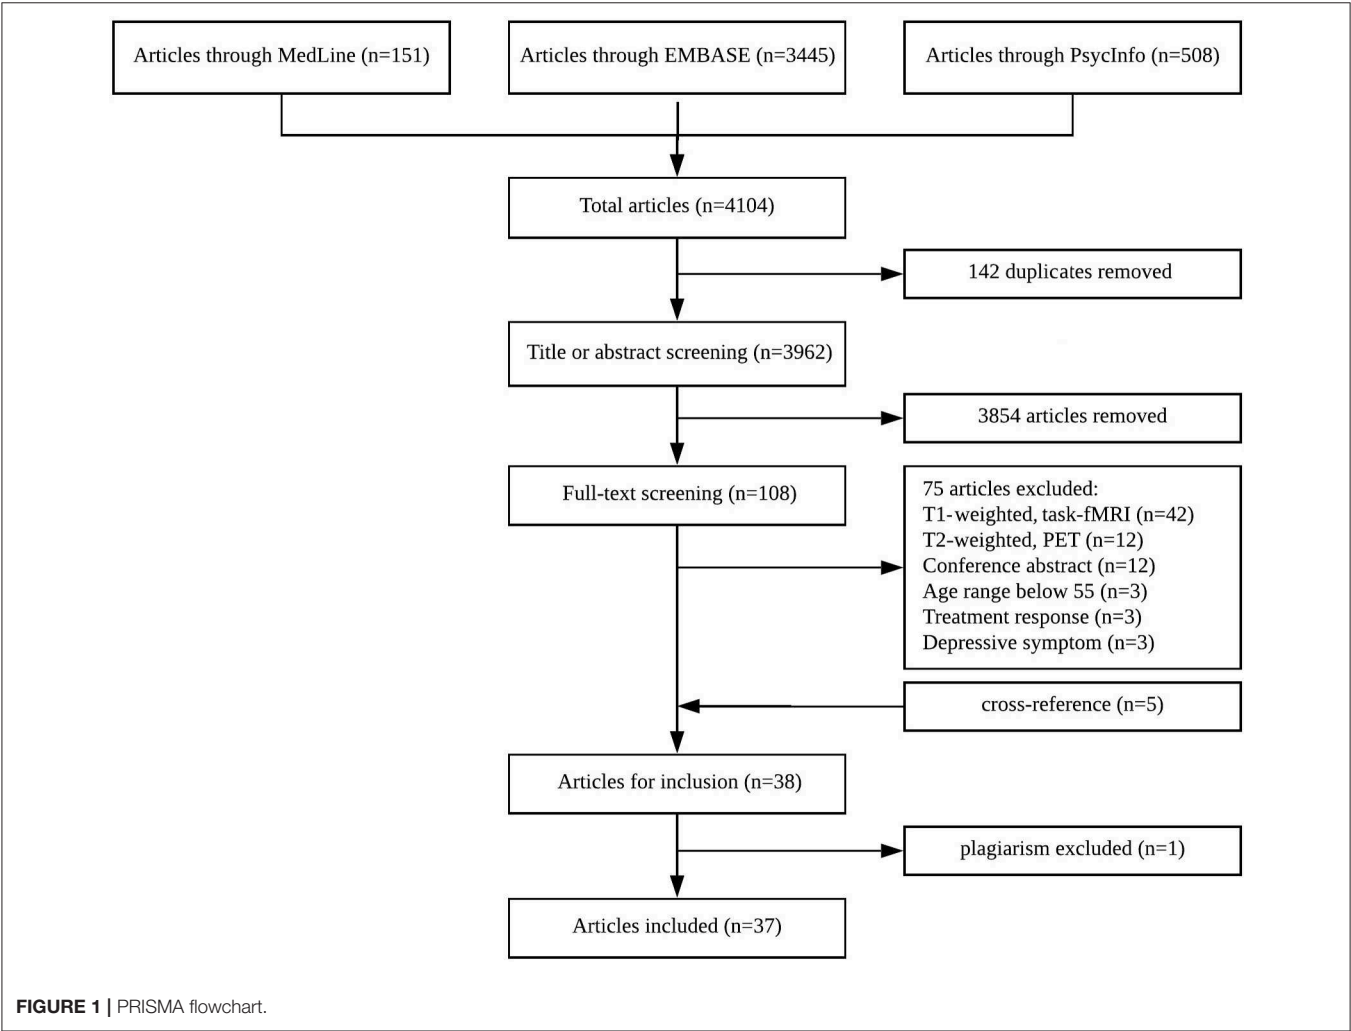 Articles through MedLine (n=151)
Articles through EMBASE (n=3445)
Articles through PsycInfo (n=508)
Total articles (n=4104)
142 duplicates removed
Title or abstract screening (n=3962)
3854 articles removed
Full-text screening (n=108)
75 articles excluded:
T1-weighted, task-fMRI (n=42)
T2-weighted, PET (n=12)
Conference abstract (n=12)
Age range below 55 (n=3)
Treatment response (n=3)
Depressive symptom (n=3)
cross-reference (n=5)
Articles for inclusion (n=38)
plagiarism excluded (n=1)
Articles included (n=37)
FIGURE 1 | PRISMA flowchart.